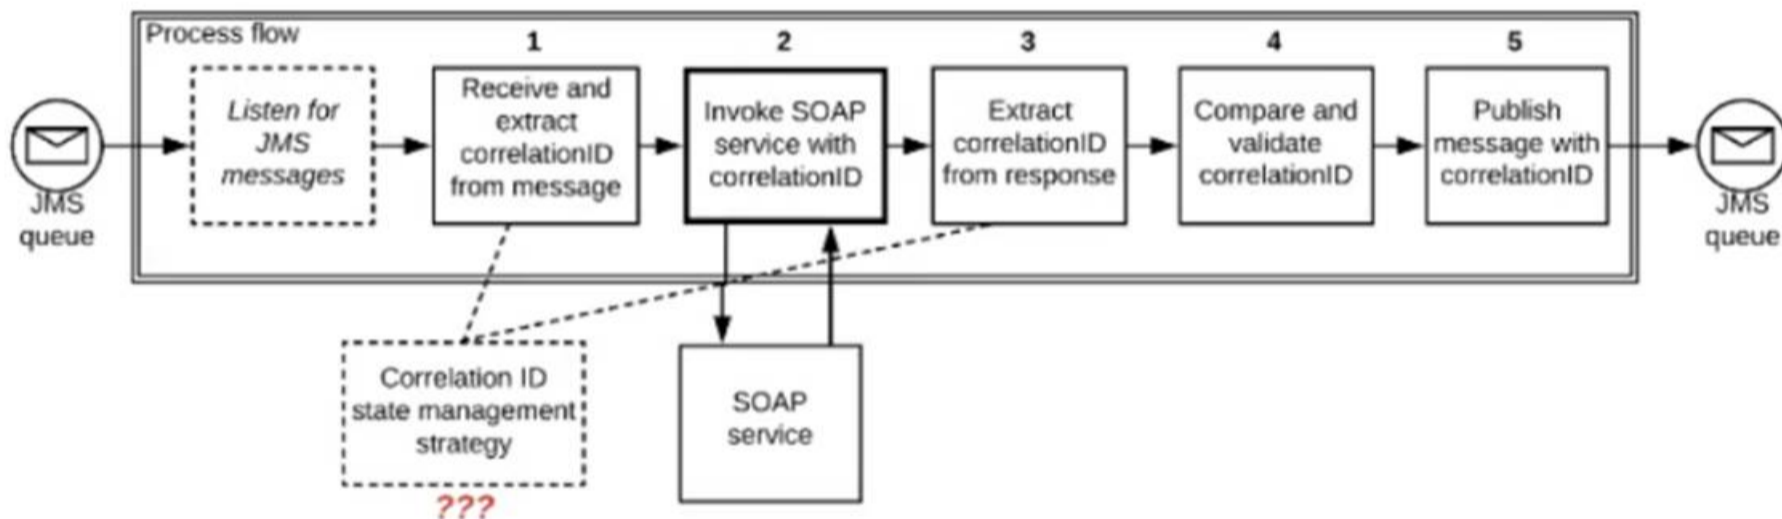 Process flow
1
2
3
4
5
JMS
queue
Listen for
JMS
messages
Receive and
extract
correlationID
from message
Invoke SOAP
service with
correlationID
Extract
correlationID
from response
Compare and
validate
correlationID
Publish
message with
correlationID
JMS
queue
Correlation ID
state management
strategy
???
SOAP
service